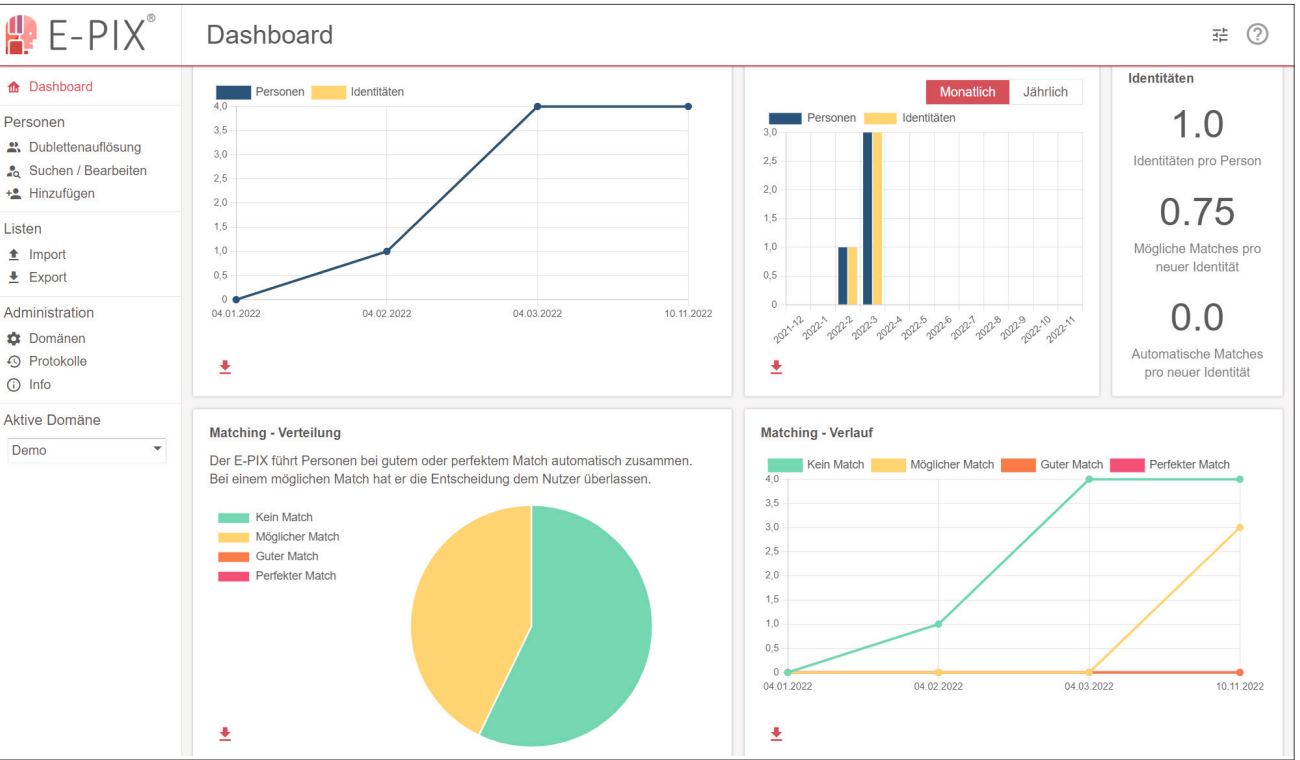 E-PIX®
Dashboard
Dashboard
Personen
Dublettenauflösung
Suchen / Bearbeiten
Hinzufügen
Listen
Import
Export
Administration
Domänen
Protokolle
Info
Aktive Domäne
Demo
Personen Identitäten
4,0
3,5
3,0
2,5
2,0
1,5
1,0
0,5
0
04.01.2022 04.02.2022 04.03.2022 10.11.2022
Monatlich Jährlich
Personen Identitäten
3,0
2,5
2,0
1,5
1,0
0,5
0
2021-12 2022-1 2022-2 2022-3 2022-4 2022-5 2022-6 2022-7 2022-8 2022-9 2022-10 2022-11
Identitäten
1.0
Identitäten pro Person
0.75
Mögliche Matches pro
neuer Identität
0.0
Automatische Matches
pro neuer Identität
Matching - Verteilung
Der E-PIX führt Personen bei gutem oder perfektem Match automatisch zusammen.
Bei einem möglichen Match hat er die Entscheidung dem Nutzer überlassen.
Kein Match
Möglicher Match
Guter Match
Perfekter Match
Matching - Verlauf
Kein Match Möglicher Match Guter Match Perfekter Match
4,0
3,5
3,0
2,5
2,0
1,5
1,0
0,5
0
04.01.2022 04.02.2022 04.03.2022 10.11.2022